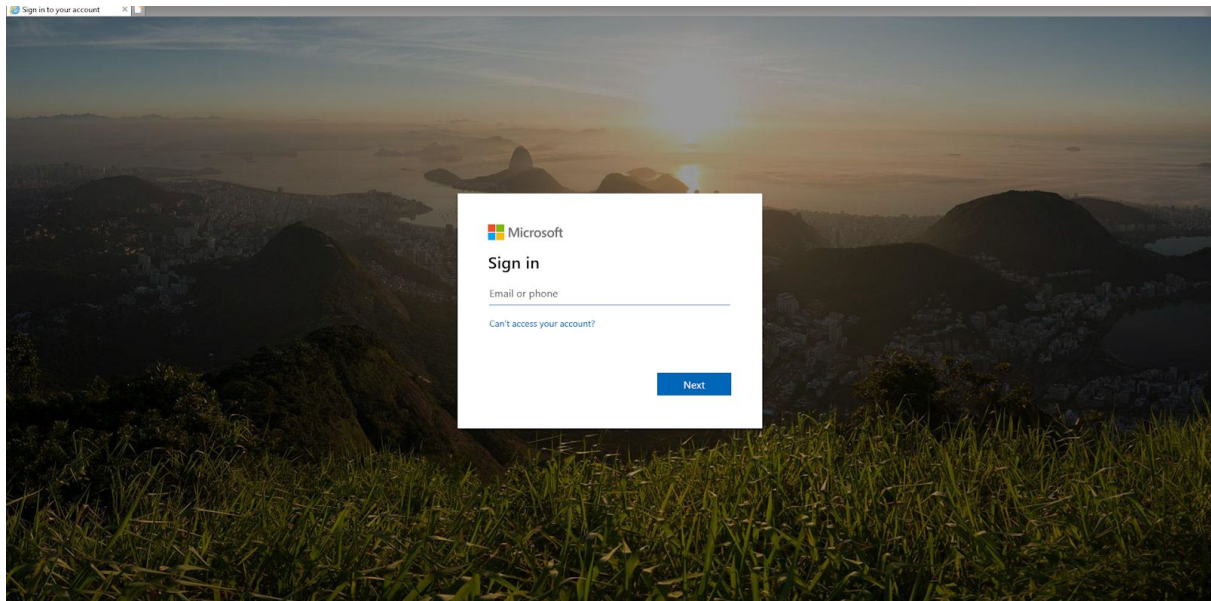 Sign in to your account
Microsoft
Sign in
Email or phone
Can't access your account?
Next